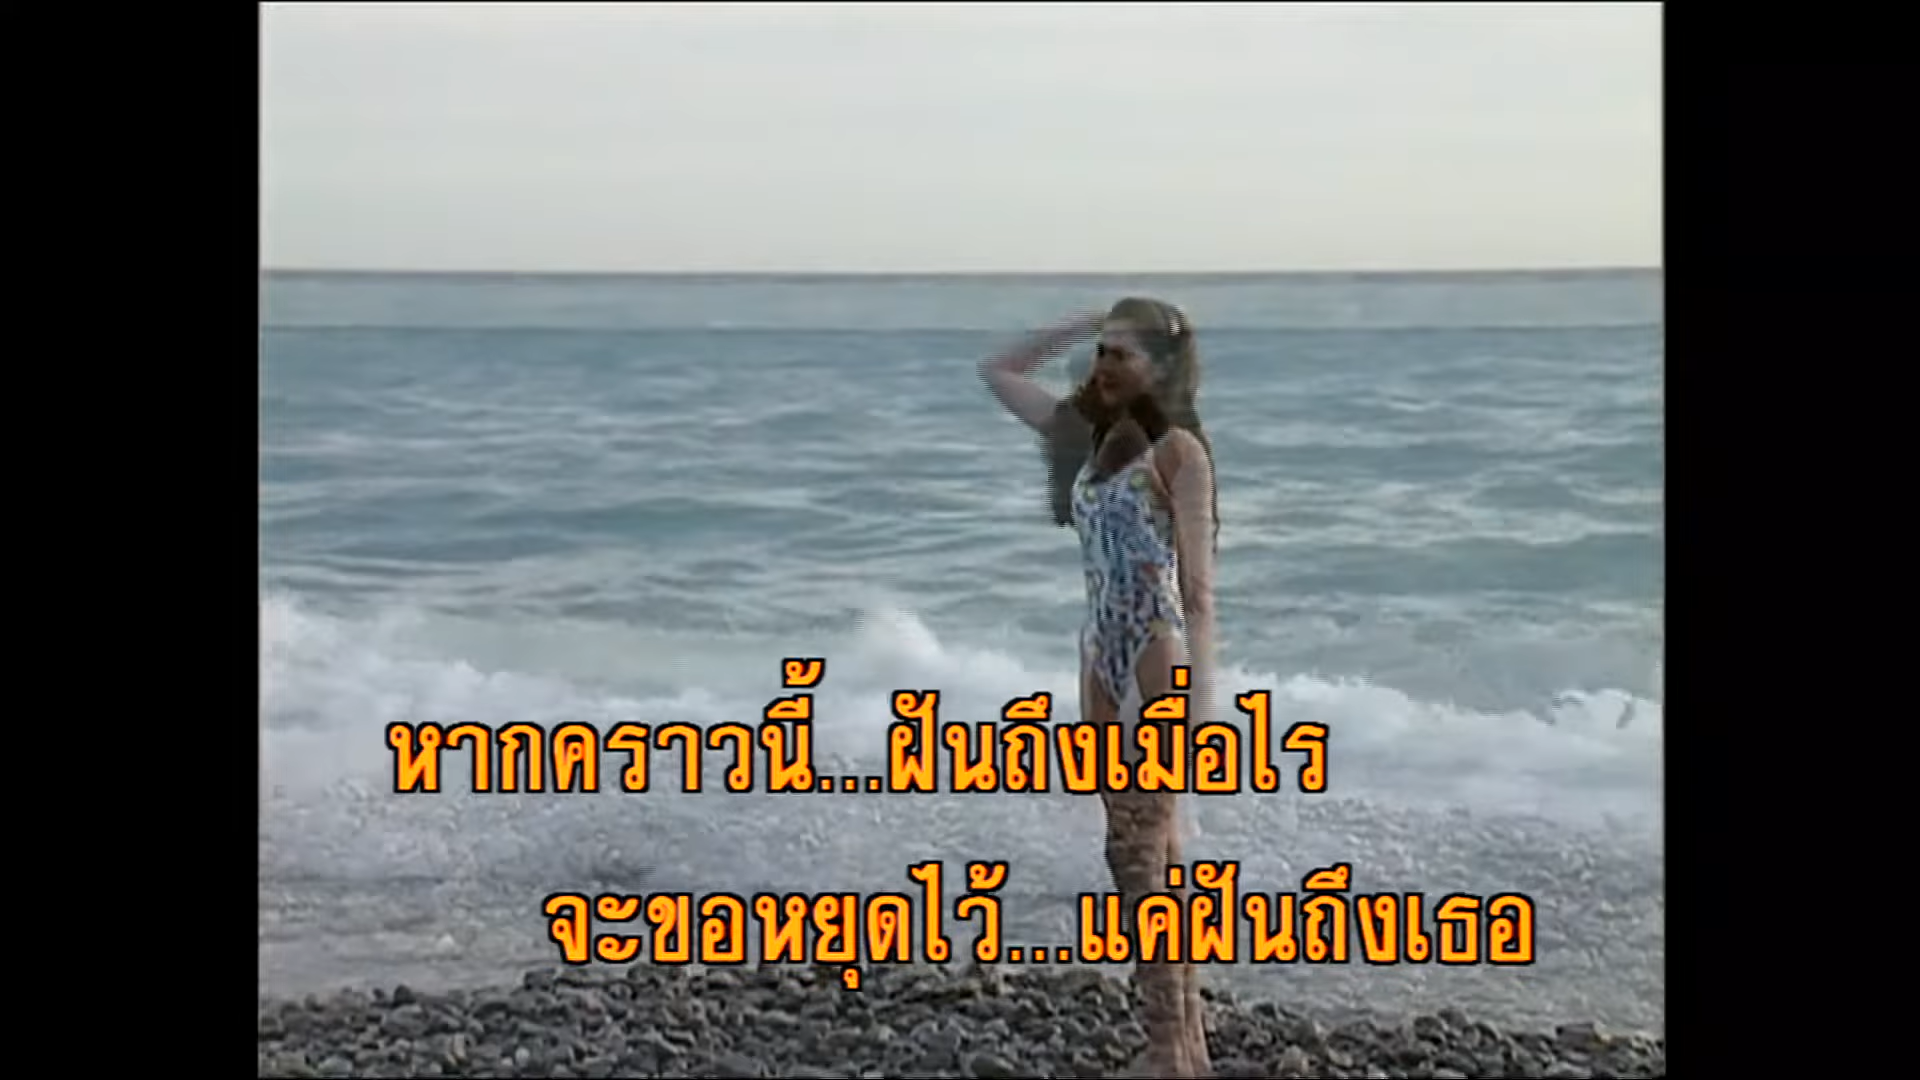 หากคราวนี้...ฝันถึงเมื่อไร
จะขอหยุดไว้...แค่ฝันถึงเธอ